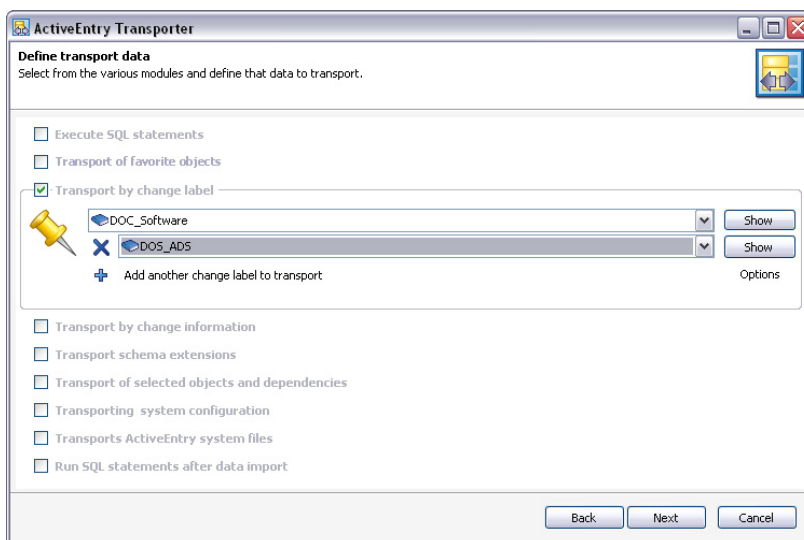 ActiveEntry Transporter
Define transport data
Select from the various modules and define that data to transport.
Execute SQL statements
Transport of favorite objects
Transport by change label
DOC_Software
Show
DOS_ADS
Show
Add another change label to transport
Options
Transport by change information
Transport schema extensions
Transport of selected objects and dependencies
Transporting system configuration
Transports ActiveEntry system files
Run SQL statements after data import
Back
Next
Cancel